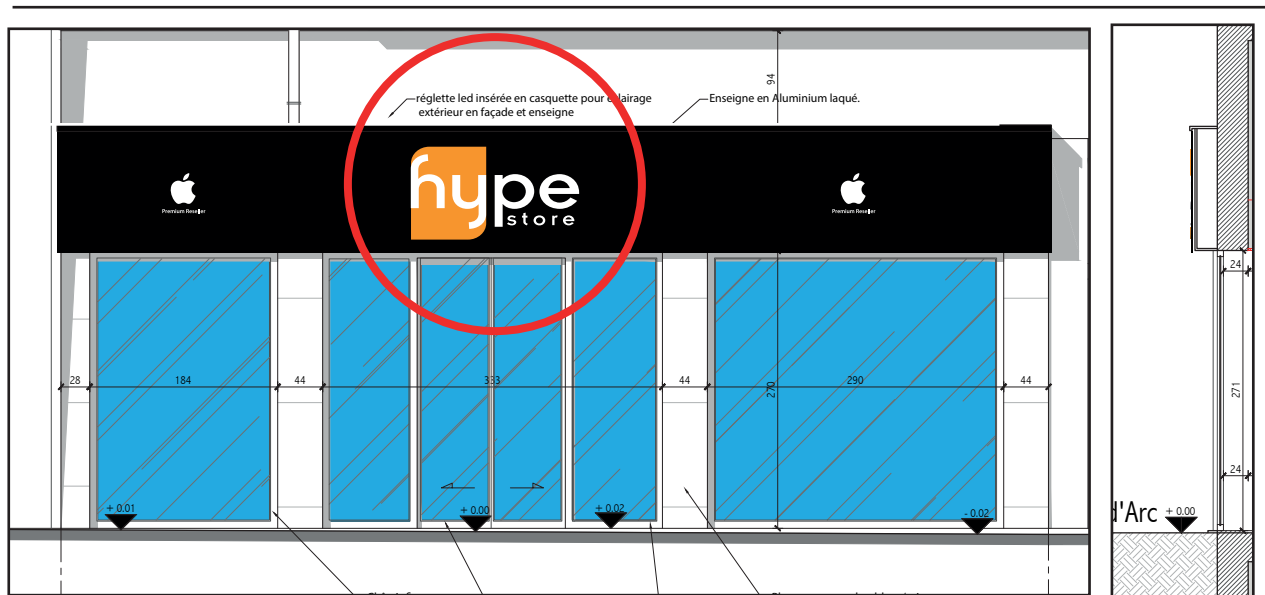 94
réglette led insérée en casquette pour éclairage
extérieur en façade et enseigne
Enseigne en Aluminium laqué.
hype
store
Premium Reseller
Premium Reseller
24
28
184
44
333
44
270
290
44
271
24
+ 0.01
+ 0.00
+ 0.02
- 0.02
d'Arc
+ 0.00